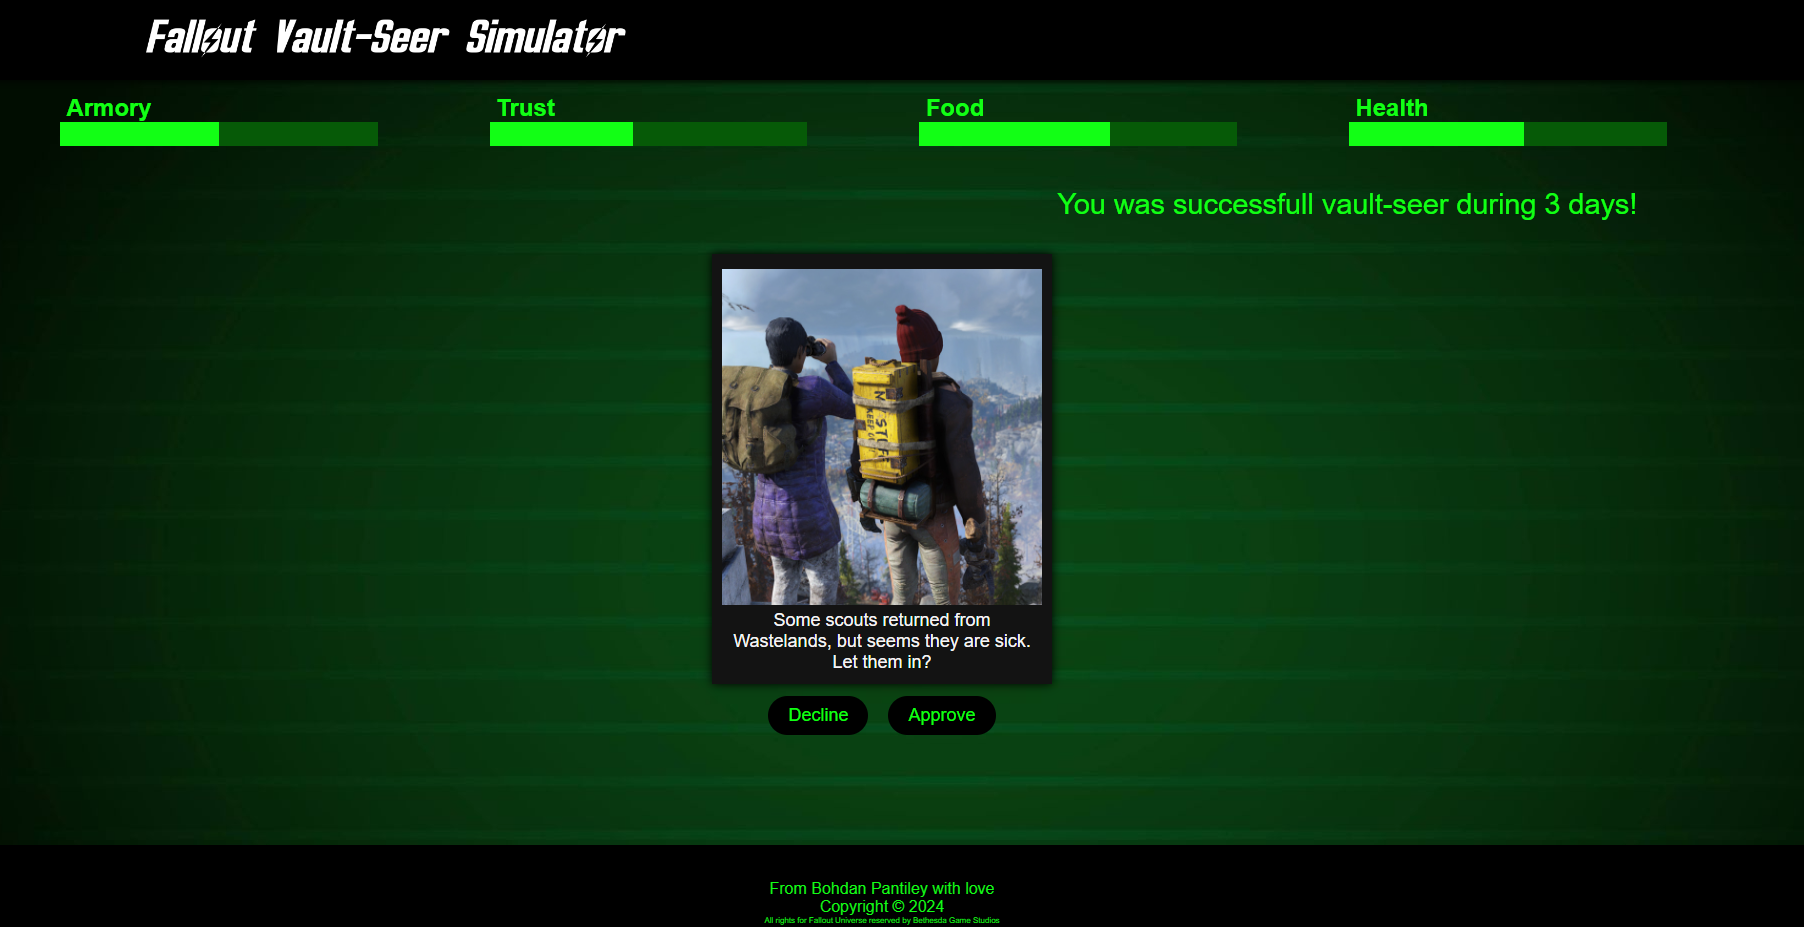 Fallout Vault-Seer Simulator
Armory
Trust
Food
Health
You was successfull vault-seer during 3 days!
Some scouts returned from
Wastelands, but seems they are sick.
Let them in?
Decline
Approve
From Bohdan Pantiley with love
Copyright © 2024
All rights for Fallout Universe reserved by Bethesda Game Studios